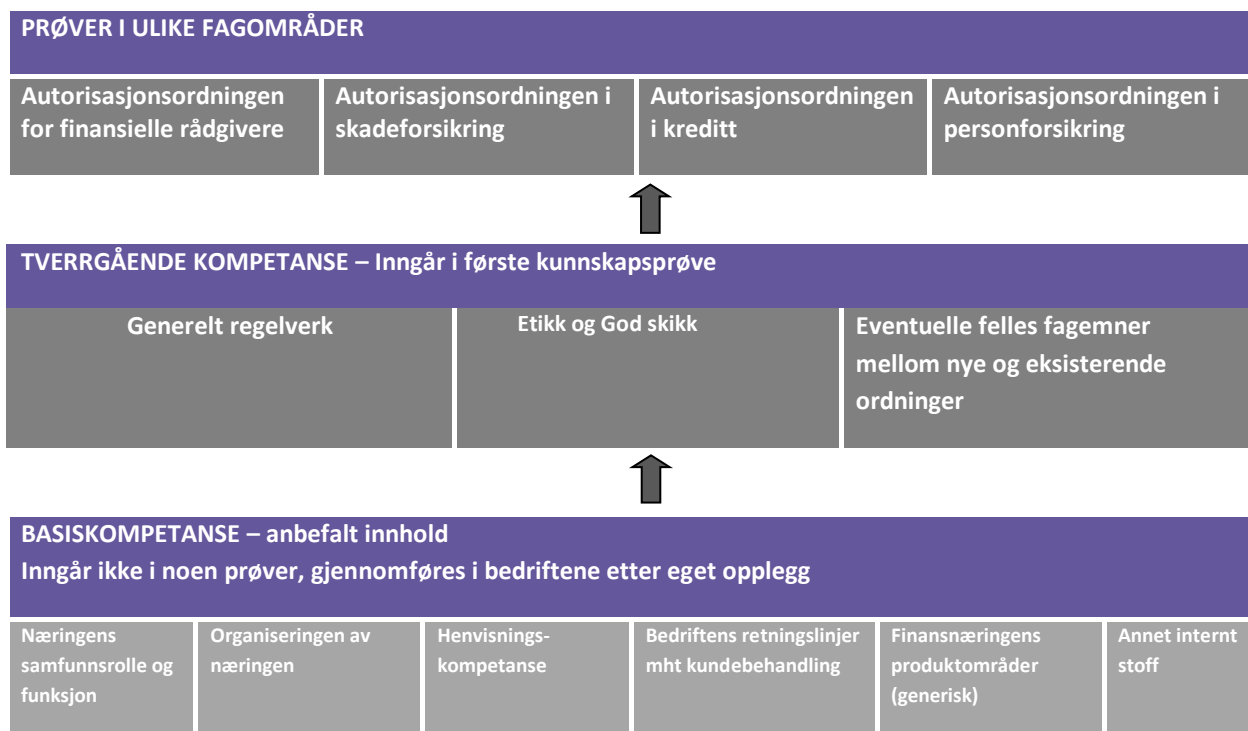 PRØVER I ULIKE FAGOMRÅDER
Autorisasjonsordningen
for finansielle rådgivere
Autorisasjonsordningen i
skadeforsikring
Autorisasjonsordningen
i kreditt
Autorisasjonsordningen i
personforsikring
TVERRGÅENDE KOMPETANSE – Inngår i første kunnskapsprøve
Generelt regelverk
Etikk og God skikk
Eventuelle felles fagemner
mellom nye og eksisterende
ordninger
BASISKOMPETANSE – anbefalt innhold
Inngår ikke i noen prøver, gjennomføres i bedriftene etter eget opplegg
Næringens
samfunnsrolle og
funksjon
Organiseringen av
næringen
Henvisnings-
kompetanse
Bedriftens retningslinjer
mht kundebehandling
Finansnæringens
produktområder
(generisk)
Annet internt
stoff